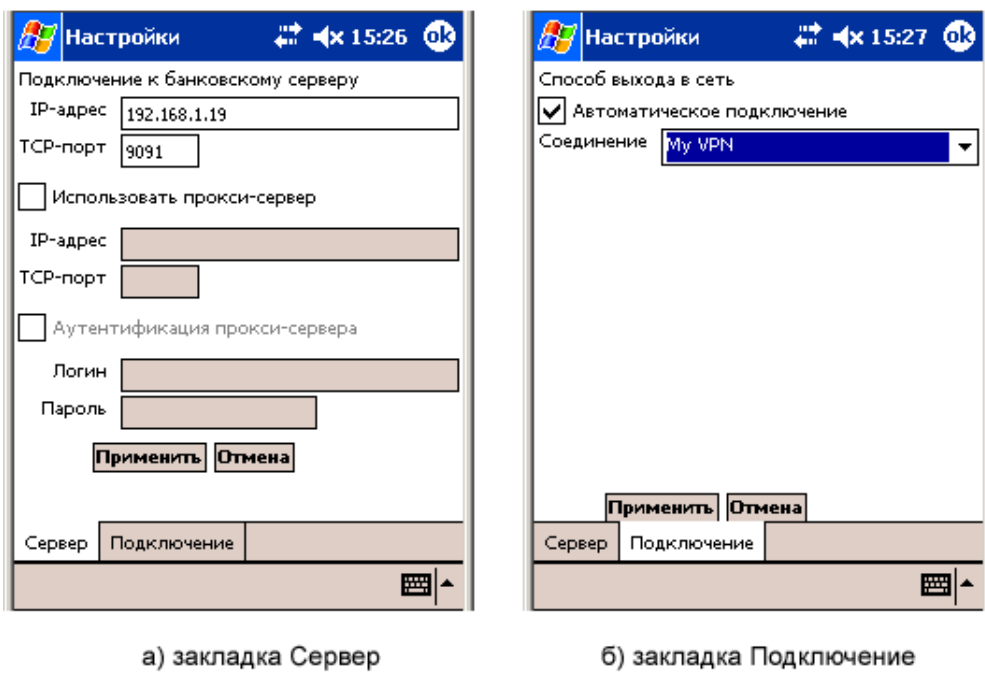 Настройки 15:26 ok
Подключение к банковскому серверу
IP-адрес 192.168.1.19
TCP-порт 9091
Использовать прокси-сервер
IP-адрес
TCP-порт
Аутентификация прокси-сервера
Логин
Пароль
Применить Отмена
Сервер Подключение
а) закладка Сервер
Настройки 15:27 ok
Способ выхода в сеть
Автоматическое подключение
Соединение My VPN
Применить Отмена
Сервер Подключение
б) закладка Подключение